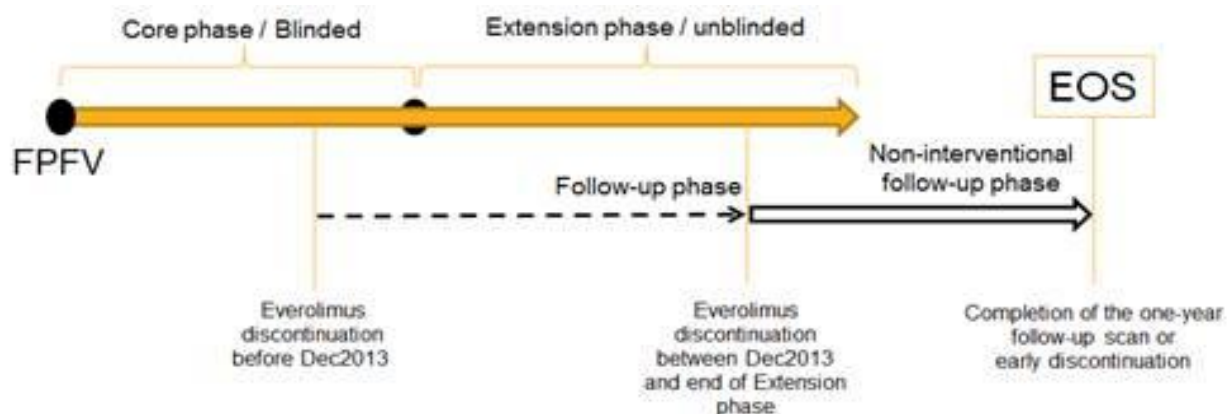 Core phase / Blinded
Extension phase / unblinded
EOS
FPFV
Non-interventional
follow-up phase
Follow-up phase
Everolimus
discontinuation
before Dec2013
Everolimus
discontinuation
between Dec2013
and end of Extension
phase
Completion of the one-year
follow-up scan or
early discontinuation